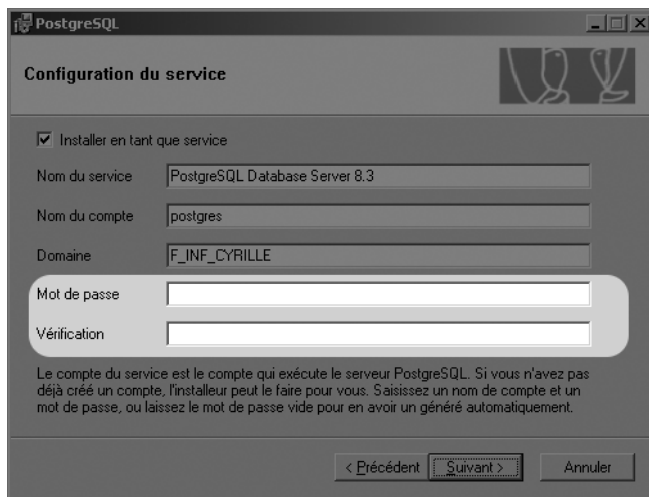 PostgreSQL
Configuration du service
Installer en tant que service
Nom du service PostgreSQL Database Server 8.3
Nom du compte postgres
Domaine F_INF_CYRILLE
Mot de passe
Vérification
Le compte du service est le compte qui exécute le serveur PostgreSQL. Si vous n'avez pas
déjà créé un compte, l'installeur peut le faire pour vous. Saisissez un nom de compte et un
mot de passe, ou laissez le mot de passe vide pour en avoir un généré automatiquement.
< Précédent Suivant > Annuler